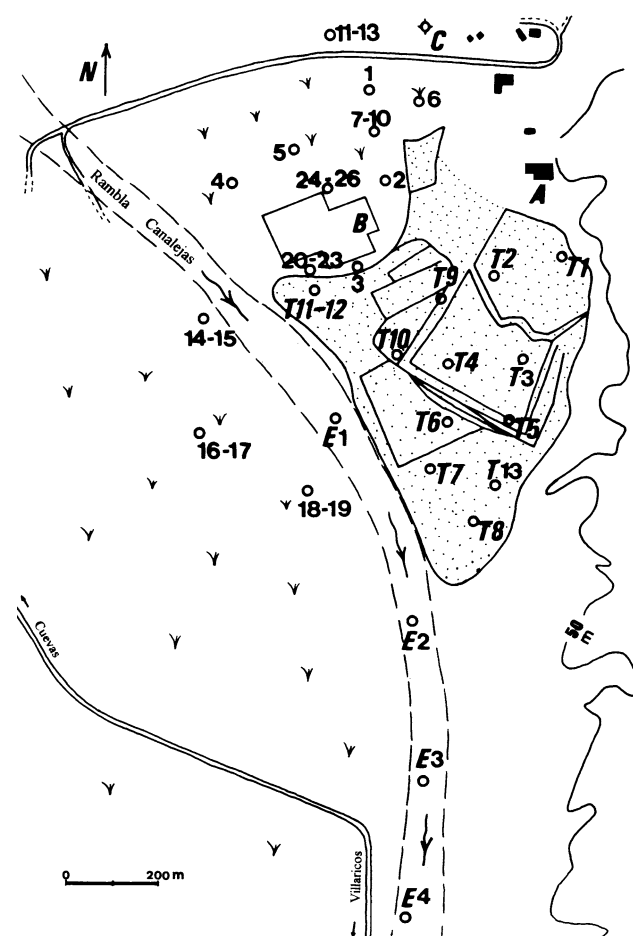 11-13
C
N
1
6
7-10
5
4
24-26
2
A
Rambla
Canalejas
B
T1
T2
20-23
3
T9
T11-12
14-15
T10
T4
T3
E1
T6
T5
16-17
T7
T13
18-19
T8
E2
50
E
Cuevas
E3
0 200 m
Villaricos
E4